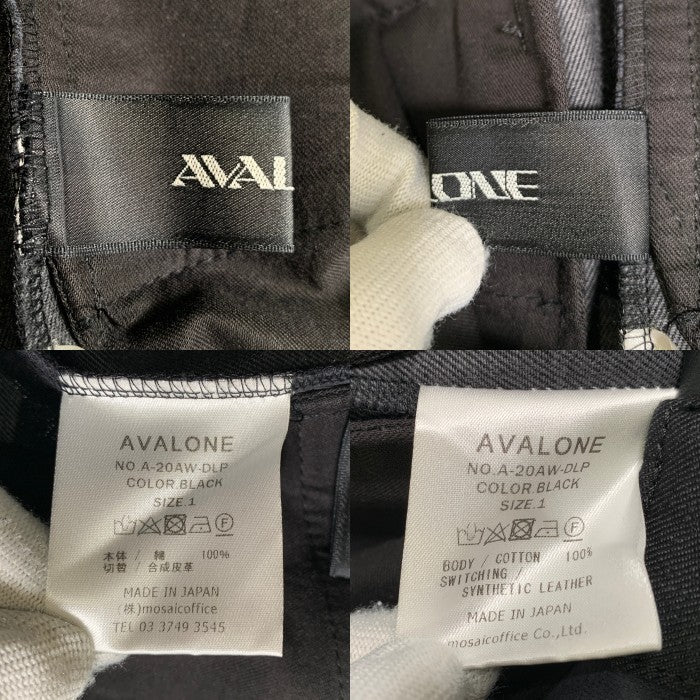 AVAL
LONE
AVALONE
NO.A-20AW-DLP
COLOR.BLACK
SIZE.1
本体 / 綿 100%
切替 / 合成皮革
MADE IN JAPAN
(株)mosaicoffice
TEL 03 3749 3545
AVALONE
NO.A-20AW-DLP
COLOR.BLACK
SIZE.1
BODY / COTTON 100%
SWITCHING /
SYNTHETIC LEATHER
MADE IN JAPAN
mosaicoffice Co.,Ltd.